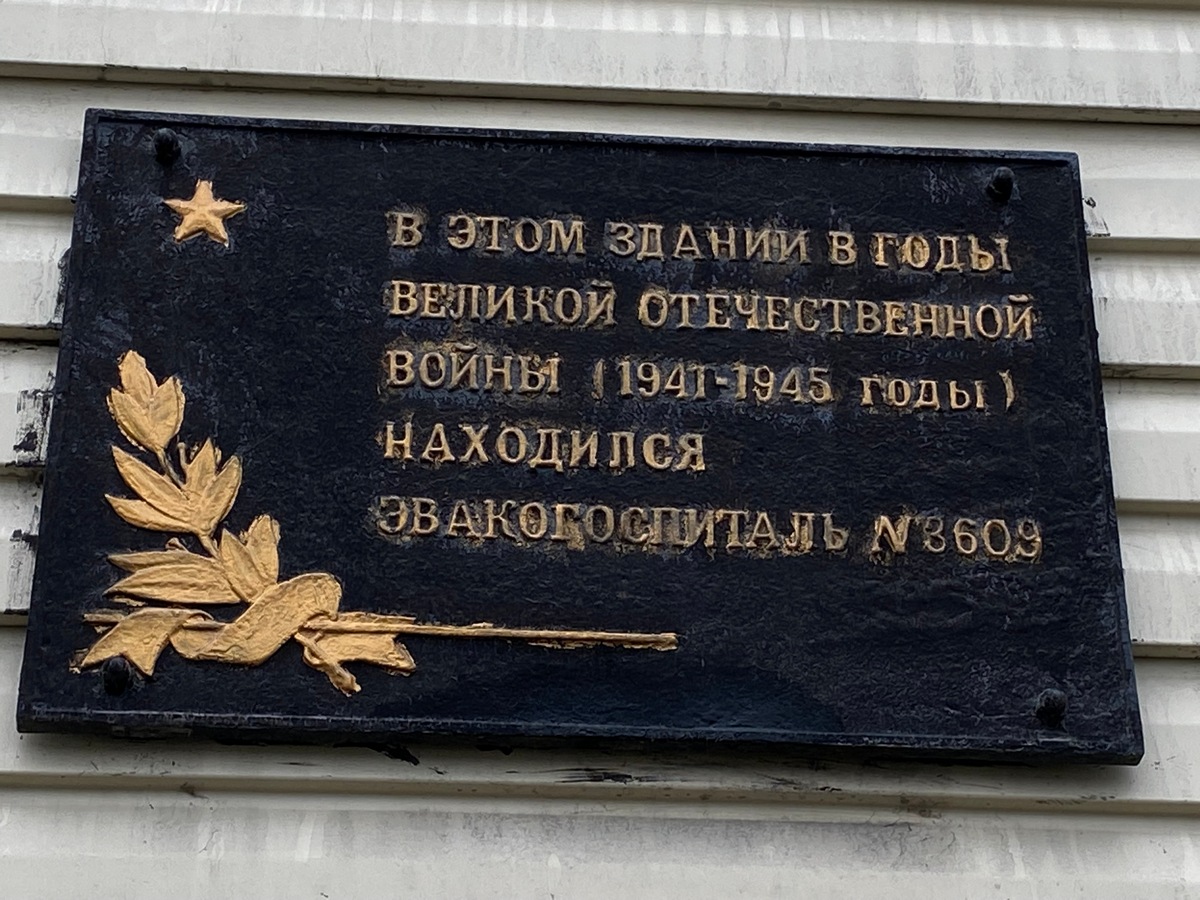 В ЭТОМ ЗДАНИИ В ГОДЫ
ВЕЛИКОЙ ОТЕЧЕСТВЕННОЙ
ВОЙНЫ (1941-1945 годы)
НАХОДИЛСЯ
ЭВАКОГОСПИТАЛЬ №3609